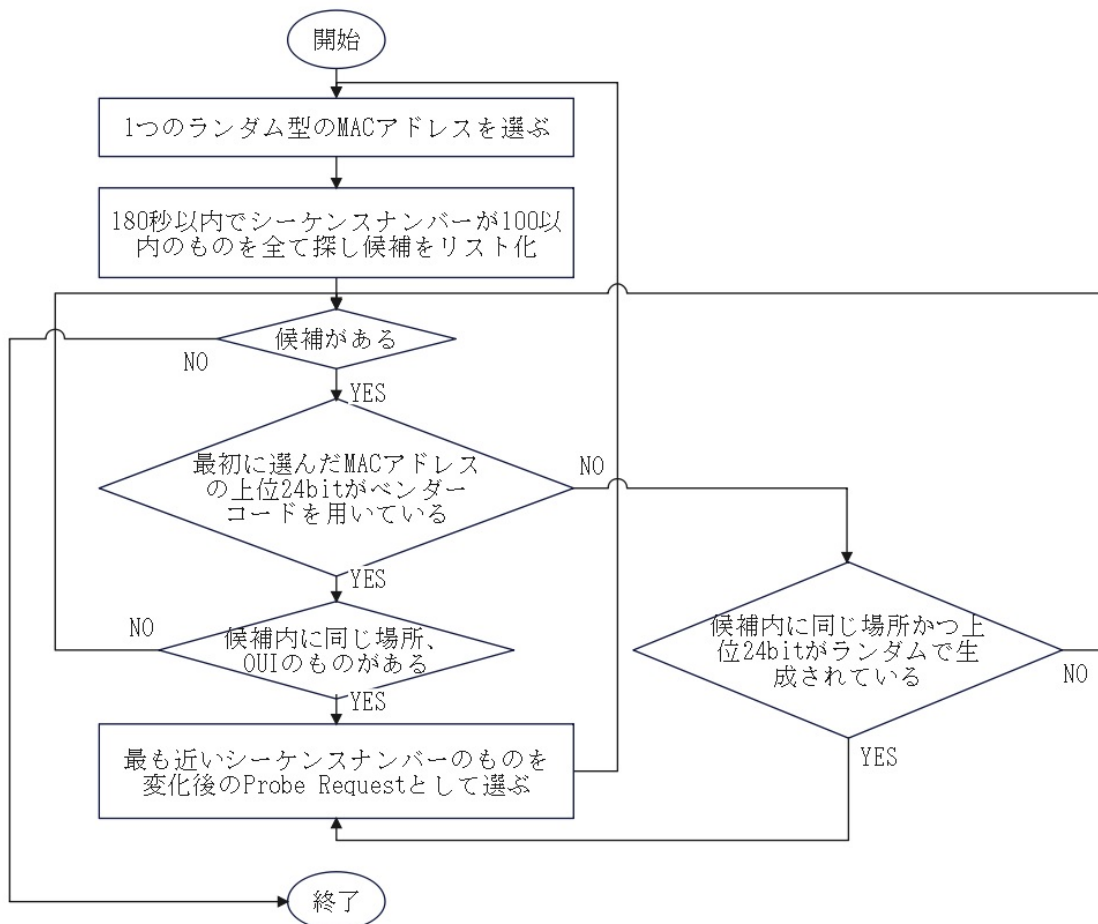 開始
1つのランダム型のMACアドレスを選ぶ
180秒以内でシーケンスナンバーが100以
内のものを全て探し候補をリスト化
候補がある
NO
YES
最初に選んだMACアドレス
の上位24bitがベンダー
コードを用いている
NO
YES
候補内に同じ場所、
OUIのものがある
NO
YES
候補内に同じ場所かつ上
位24bitがランダムで生
成されている
NO
YES
最も近いシーケンスナンバーのものを
変化後のProbe Requestとして選ぶ
終了